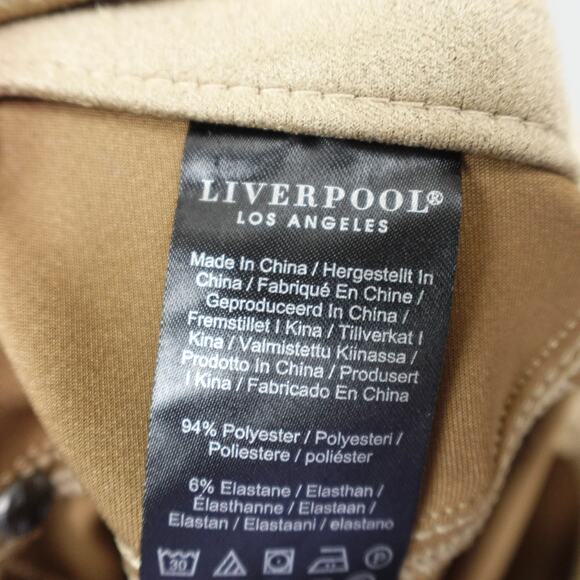 LIVERPOOL®
LOS ANGELES
Made In China / Hergestellt In
China / Fabriqué En Chine /
Geproduceerd In China /
Fremstillet I Kina / Tillverkat I
Kina / Valmistettu Kiinassa /
Prodotto In China / Produsert
I Kina / Fabricado En China
94% Polyester / Polyesteri /
Poliestere / poliéster
6% Elastane / Elasthan /
Élasthanne / Elastaan /
Elastan / Elastaani / elastano
30
P